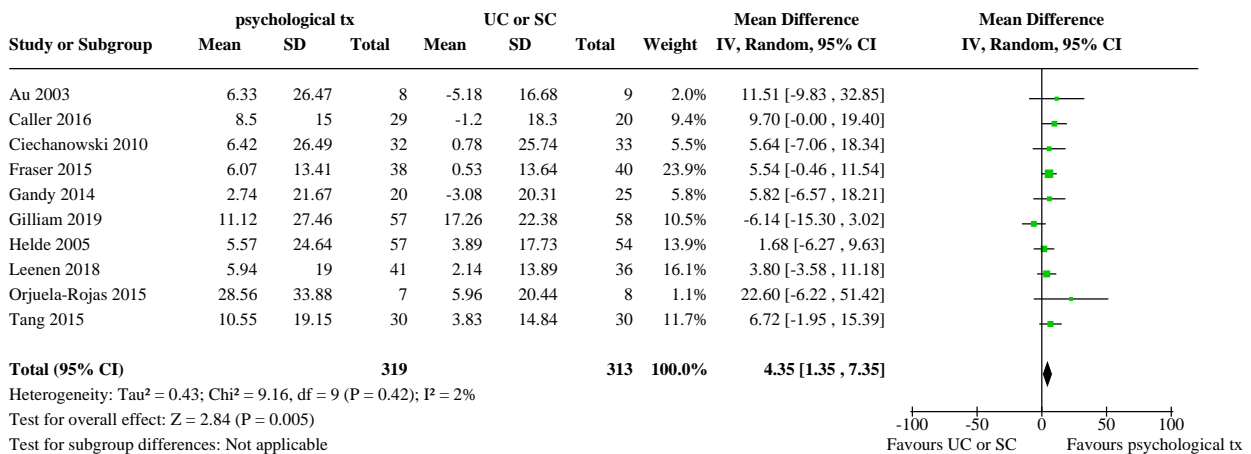 psychological tx UC or SC Mean Difference Mean Difference
Study or Subgroup Mean SD Total Mean SD Total Weight IV, Random, 95% CI IV, Random, 95% CI
Au 2003 6.33 26.47 8 -5.18 16.68 9 2.0% 11.51 [-9.83 , 32.85]
Caller 2016 8.5 15 29 -1.2 18.3 20 9.4% 9.70 [-0.00 , 19.40]
Ciechanowski 2010 6.42 26.49 32 0.78 25.74 33 5.5% 5.64 [-7.06 , 18.34]
Fraser 2015 6.07 13.41 38 0.53 13.64 40 23.9% 5.54 [-0.46 , 11.54]
Gandy 2014 2.74 21.67 20 -3.08 20.31 25 5.8% 5.82 [-6.57 , 18.21]
Gilliam 2019 11.12 27.46 57 17.26 22.38 58 10.5% -6.14 [-15.30 , 3.02]
Helde 2005 5.57 24.64 57 3.89 17.73 54 13.9% 1.68 [-6.27 , 9.63]
Leenen 2018 5.94 19 41 2.14 13.89 36 16.1% 3.80 [-3.58 , 11.18]
Orjuela-Rojas 2015 28.56 33.88 7 5.96 20.44 8 1.1% 22.60 [-6.22 , 51.42]
Tang 2015 10.55 19.15 30 3.83 14.84 30 11.7% 6.72 [-1.95 , 15.39]
Total (95% CI) 319 313 100.0% 4.35 [1.35 , 7.35]
Heterogeneity: Tau² = 0.43; Chi² = 9.16, df = 9 (P = 0.42); I² = 2%
Test for overall effect: Z = 2.84 (P = 0.005)
Test for subgroup differences: Not applicable
-100 -50 0 50 100
Favours UC or SC Favours psychological tx